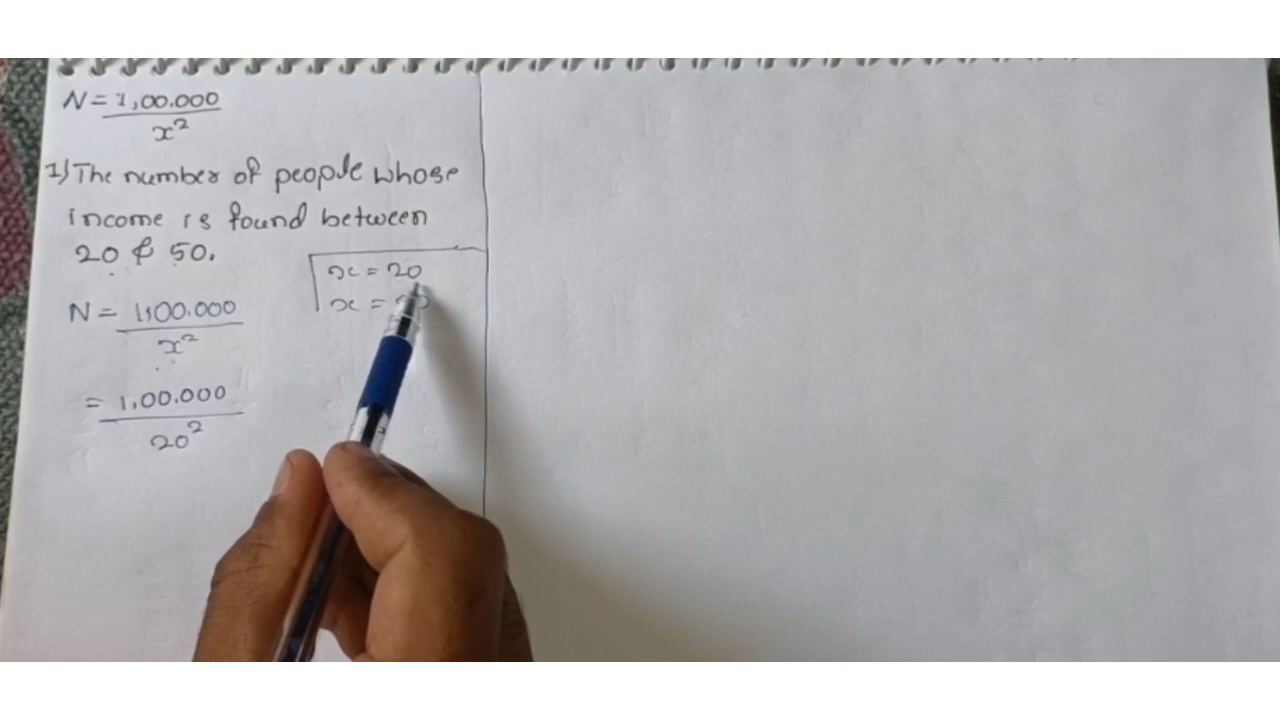 N = 1,00.000
x²
1) The number of people whose
income is found between
20 & 50.
x = 20
x =
N = 1,00.000
x²
= 1,00.000
20²